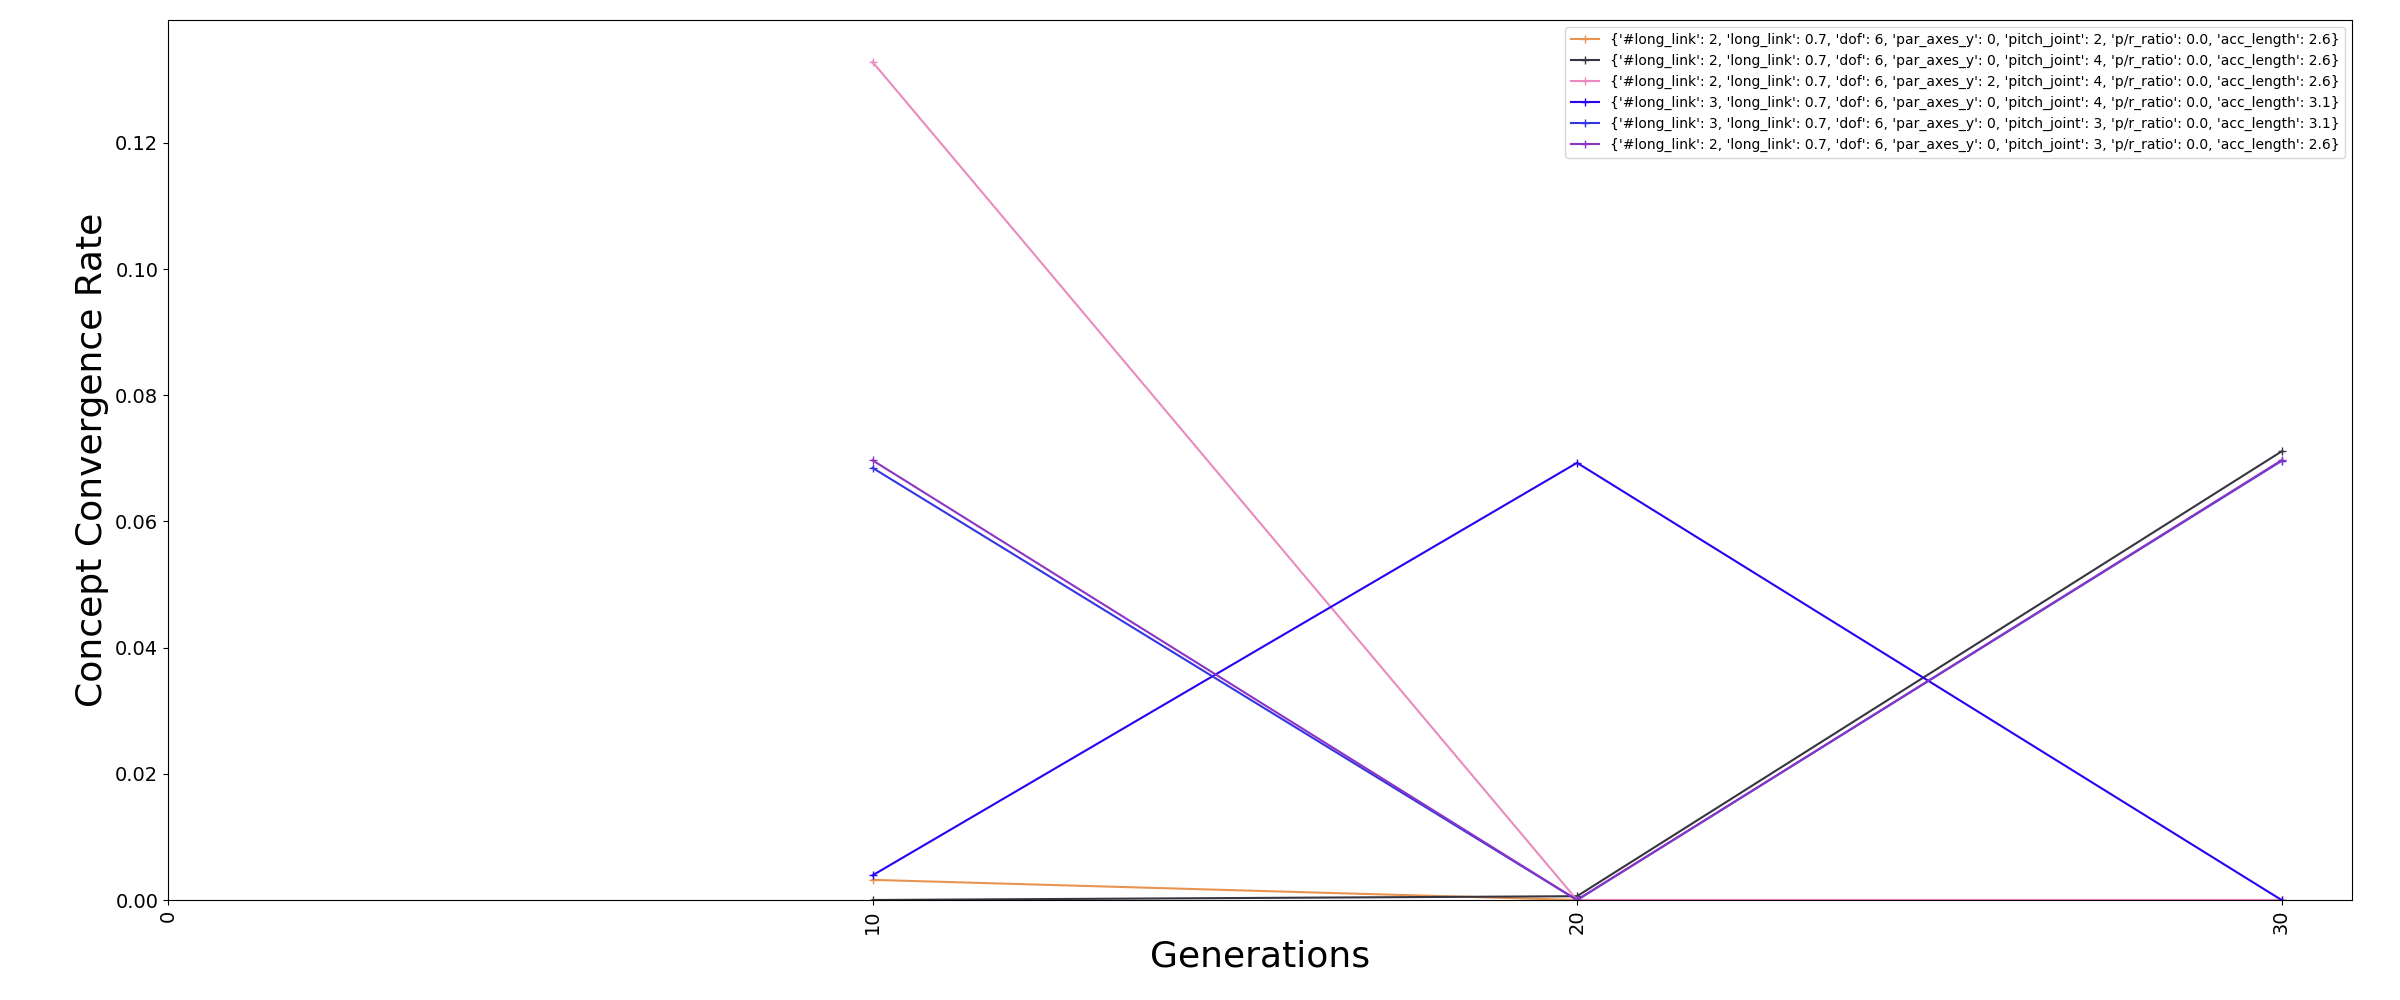 {'#long_link': 2, 'long_link': 0.7, 'dof': 6, 'par_axes_y': 0, 'pitch_joint': 2, 'p/r_ratio': 0.0, 'acc_length': 2.6}
{'#long_link': 2, 'long_link': 0.7, 'dof': 6, 'par_axes_y': 0, 'pitch_joint': 4, 'p/r_ratio': 0.0, 'acc_length': 2.6}
{'#long_link': 2, 'long_link': 0.7, 'dof': 6, 'par_axes_y': 2, 'pitch_joint': 4, 'p/r_ratio': 0.0, 'acc_length': 2.6}
{'#long_link': 3, 'long_link': 0.7, 'dof': 6, 'par_axes_y': 0, 'pitch_joint': 4, 'p/r_ratio': 0.0, 'acc_length': 3.1}
{'#long_link': 3, 'long_link': 0.7, 'dof': 6, 'par_axes_y': 0, 'pitch_joint': 3, 'p/r_ratio': 0.0, 'acc_length': 3.1}
{'#long_link': 2, 'long_link': 0.7, 'dof': 6, 'par_axes_y': 0, 'pitch_joint': 3, 'p/r_ratio': 0.0, 'acc_length': 2.6}
Concept Convergence Rate
0.12
0.10
0.08
0.06
0.04
0.02
0.00
0
10
20
30
Generations